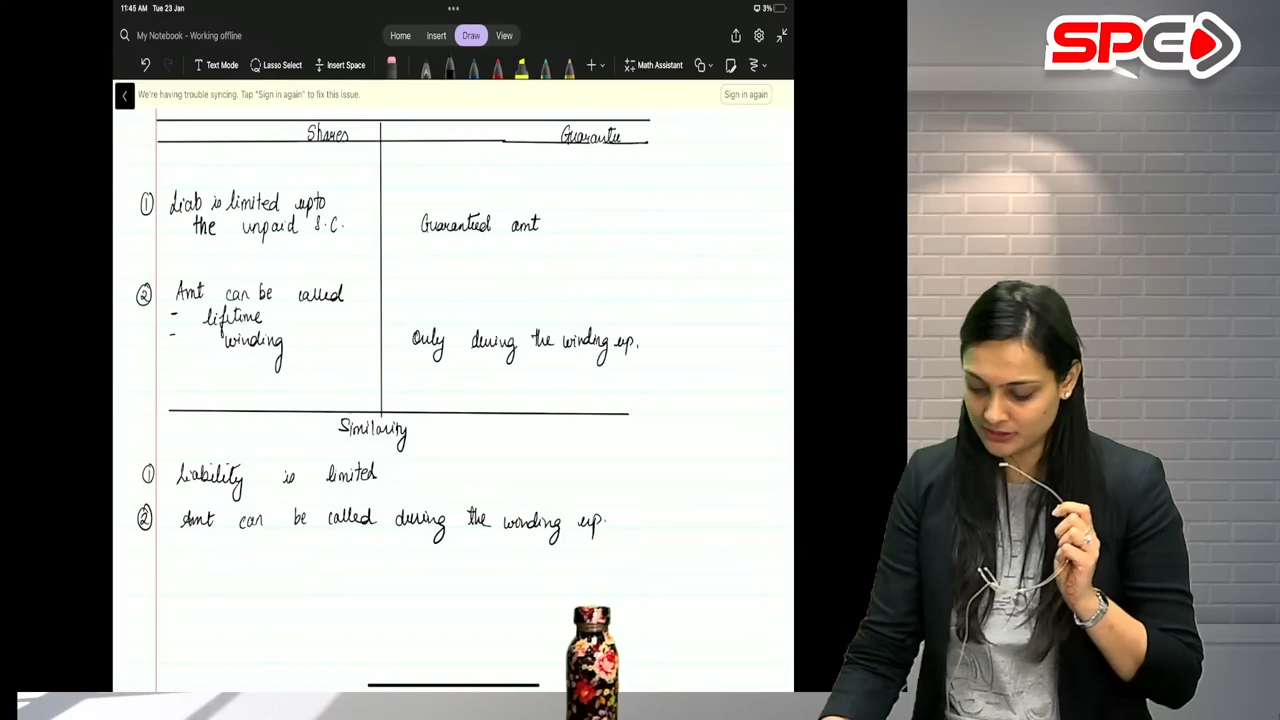 11:45 AM Tue 23 Jan
3%
My Notebook - Working offline
Home Insert Draw View
Text Mode Lasso Select Insert Space Math Assistant
We're having trouble syncing. Tap "Sign in again" to fix this issue.
Sign in again
SPC
Shares Guarantee
① Liab is limited upto
the unpaid S.C.
Guaranteed amt
② Amt can be called
- lifetime
- winding
Only during the winding up.
Similarity
① Liability is limited
② Amt can be called during the winding up.